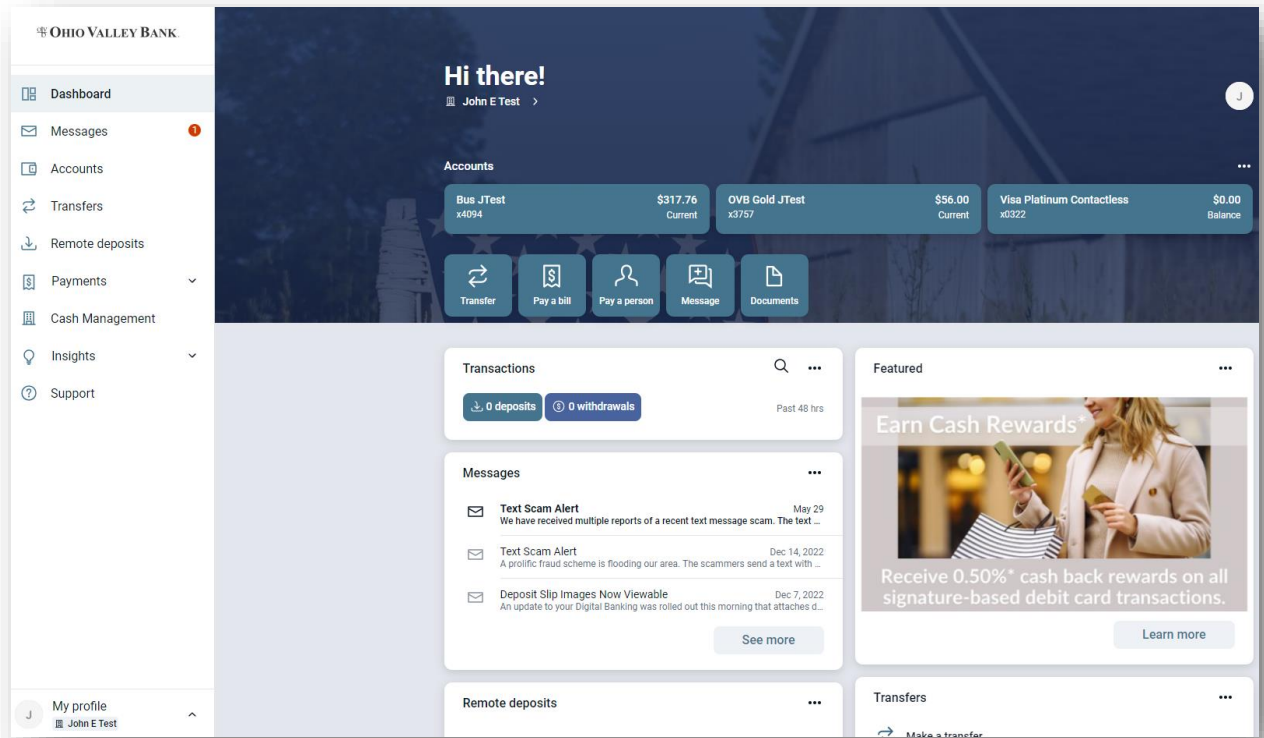 OHIO VALLEY BANK
Dashboard
Messages 1
Accounts
Transfers
Remote deposits
Payments
Cash Management
Insights
Support
My profile
J
John E Test
Hi there!
John E Test
J
Accounts
Bus JTest $317.76
x4094 Current
OVB Gold JTest $56.00
x3757 Current
Visa Platinum Contactless $0.00
x0322 Balance
Transfer
Pay a bill
Pay a person
Message
Documents
Transactions
0 deposits
0 withdrawals
Past 48 hrs
Messages
Text Scam Alert May 29
We have received multiple reports of a recent text message scam. The text ...
Text Scam Alert Dec 14, 2022
A prolific fraud scheme is flooding our area. The scammers send a text with ...
Deposit Slip Images Now Viewable Dec 7, 2022
An update to your Digital Banking was rolled out this morning that attaches d...
See more
Remote deposits
Featured
Earn Cash Rewards*
Receive 0.50%* cash back rewards on all
signature-based debit card transactions.
Learn more
Transfers
Make a transfer